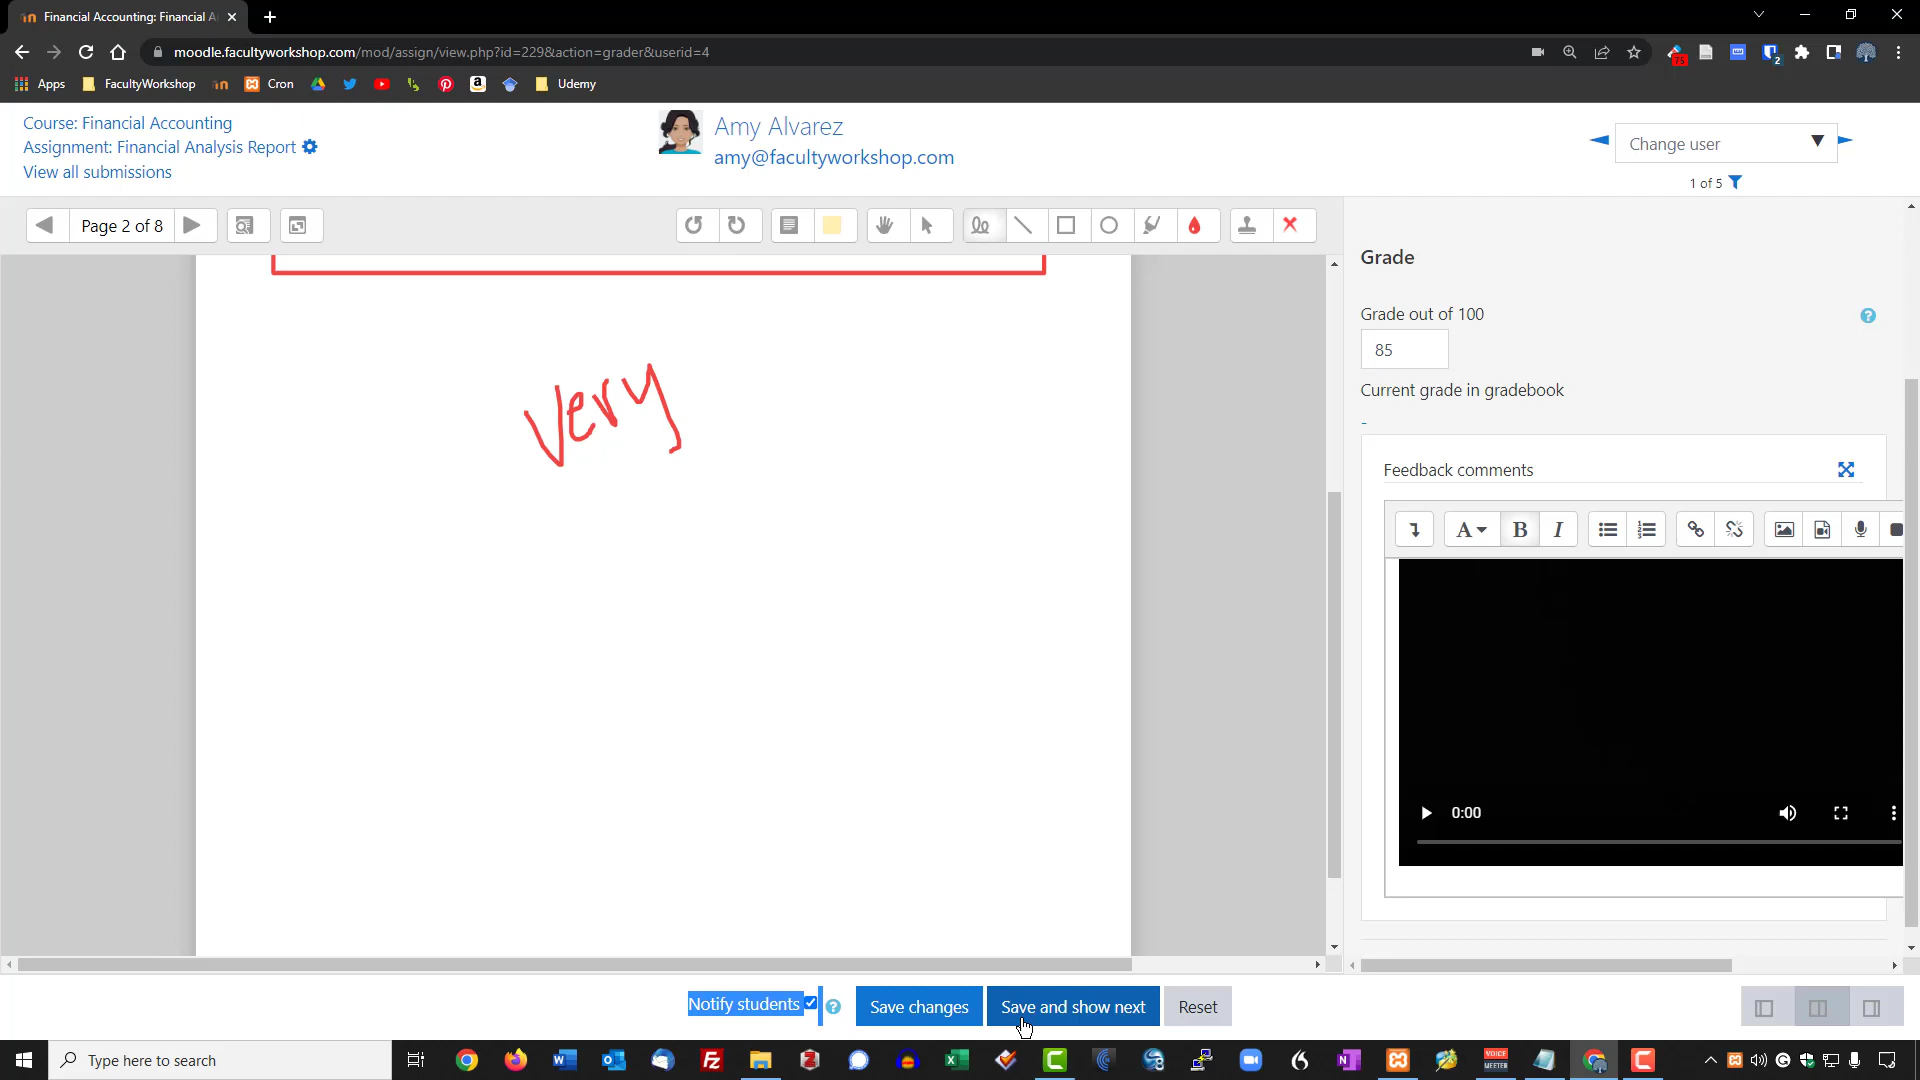 Financial Accounting: Financial A
moodle.facultyworkshop.com/mod/assign/view.php?id=229&action=grader&userid=4
Apps FacultyWorkshop Cron Udemy
Course: Financial Accounting
Assignment: Financial Analysis Report
View all submissions
Amy Alvarez
amy@facultyworkshop.com
Change user
1 of 5
Page 2 of 8
Very
Grade
Grade out of 100
85
Current grade in gradebook
-
Feedback comments
A B I
0:00
Notify students
Save changes Save and show next Reset
Type here to search